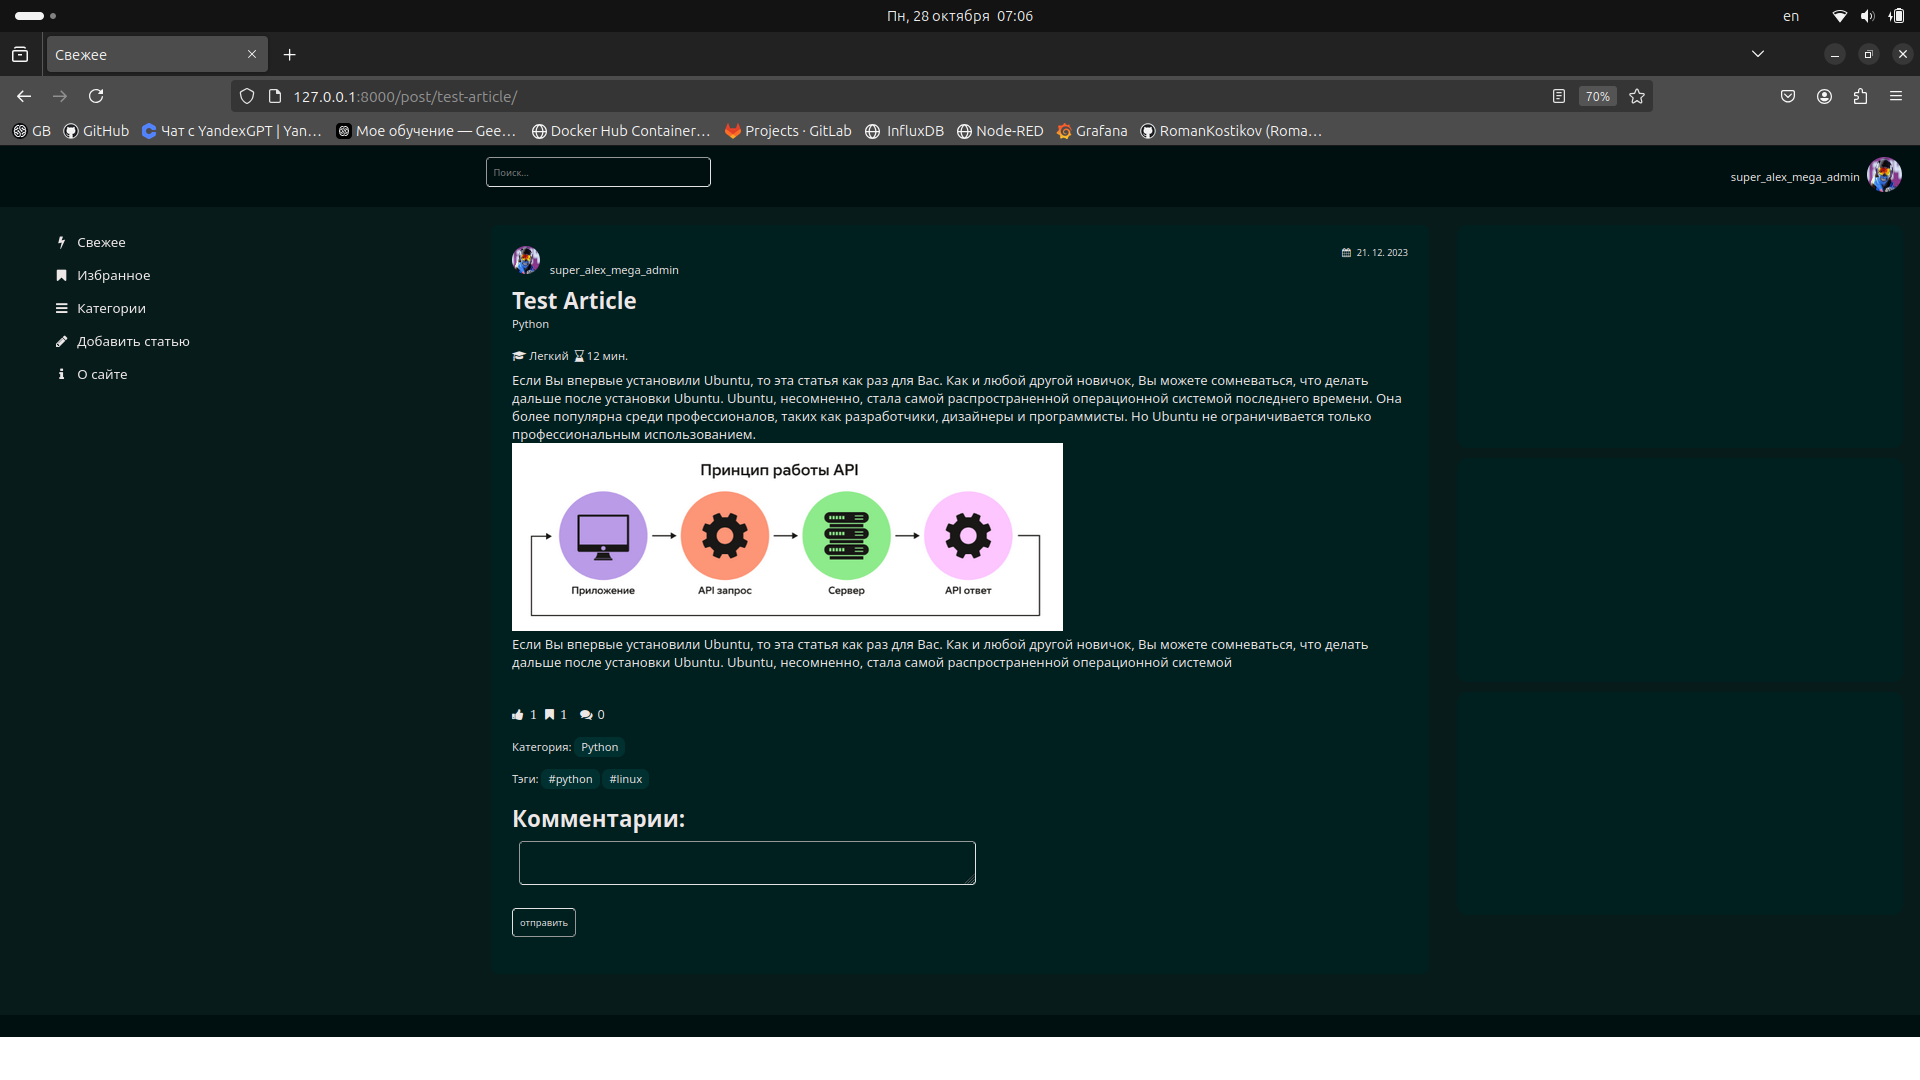 Пн, 28 октября 07:06
en
Свежее
127.0.0.1:8000/post/test-article/
70%
GB
GitHub
Чат с YandexGPT | Yan…
Мое обучение — Gee…
Docker Hub Container…
Projects · GitLab
InfluxDB
Node-RED
Grafana
RomanKostikov (Roma…
Поиск...
super_alex_mega_admin
Свежее
Избранное
Категории
Добавить статью
О сайте
super_alex_mega_admin
21. 12. 2023
Test Article
Python
Легкий 12 мин.
Если Вы впервые установили Ubuntu, то эта статья как раз для Вас. Как и любой другой новичок, Вы можете сомневаться, что делать
дальше после установки Ubuntu. Ubuntu, несомненно, стала самой распространенной операционной системой последнего времени. Она
более популярна среди профессионалов, таких как разработчики, дизайнеры и программисты. Но Ubuntu не ограничивается только
профессиональным использованием.
Принцип работы API
Приложение
API запрос
Сервер
API ответ
Если Вы впервые установили Ubuntu, то эта статья как раз для Вас. Как и любой другой новичок, Вы можете сомневаться, что делать
дальше после установки Ubuntu. Ubuntu, несомненно, стала самой распространенной операционной системой
1 1 0
Категория: Python
Тэги: #python #linux
Комментарии:
отправить